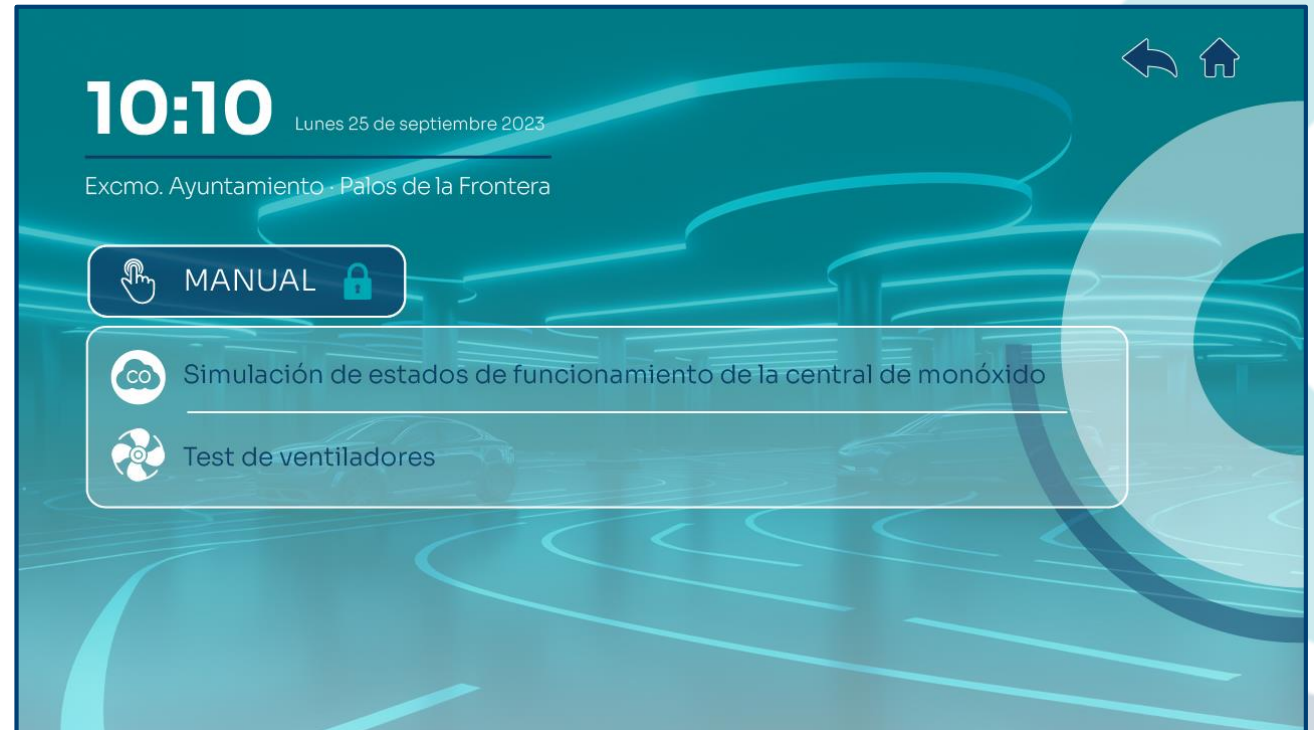 10:10
Lunes 25 de septiembre 2023
Excmo. Ayuntamiento · Palos de la Frontera
MANUAL
CO
Simulación de estados de funcionamiento de la central de monóxido
Test de ventiladores